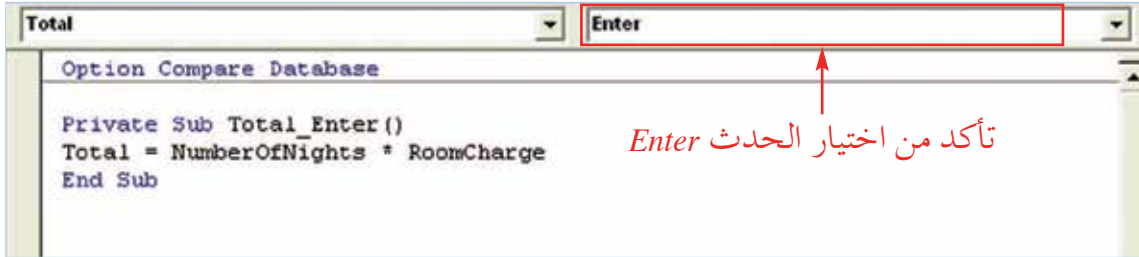 Total
Enter
Option Compare Database
Private Sub Total_Enter()
Total = NumberOfNights * RoomCharge
End Sub
تأكد من اختيار الحدث Enter